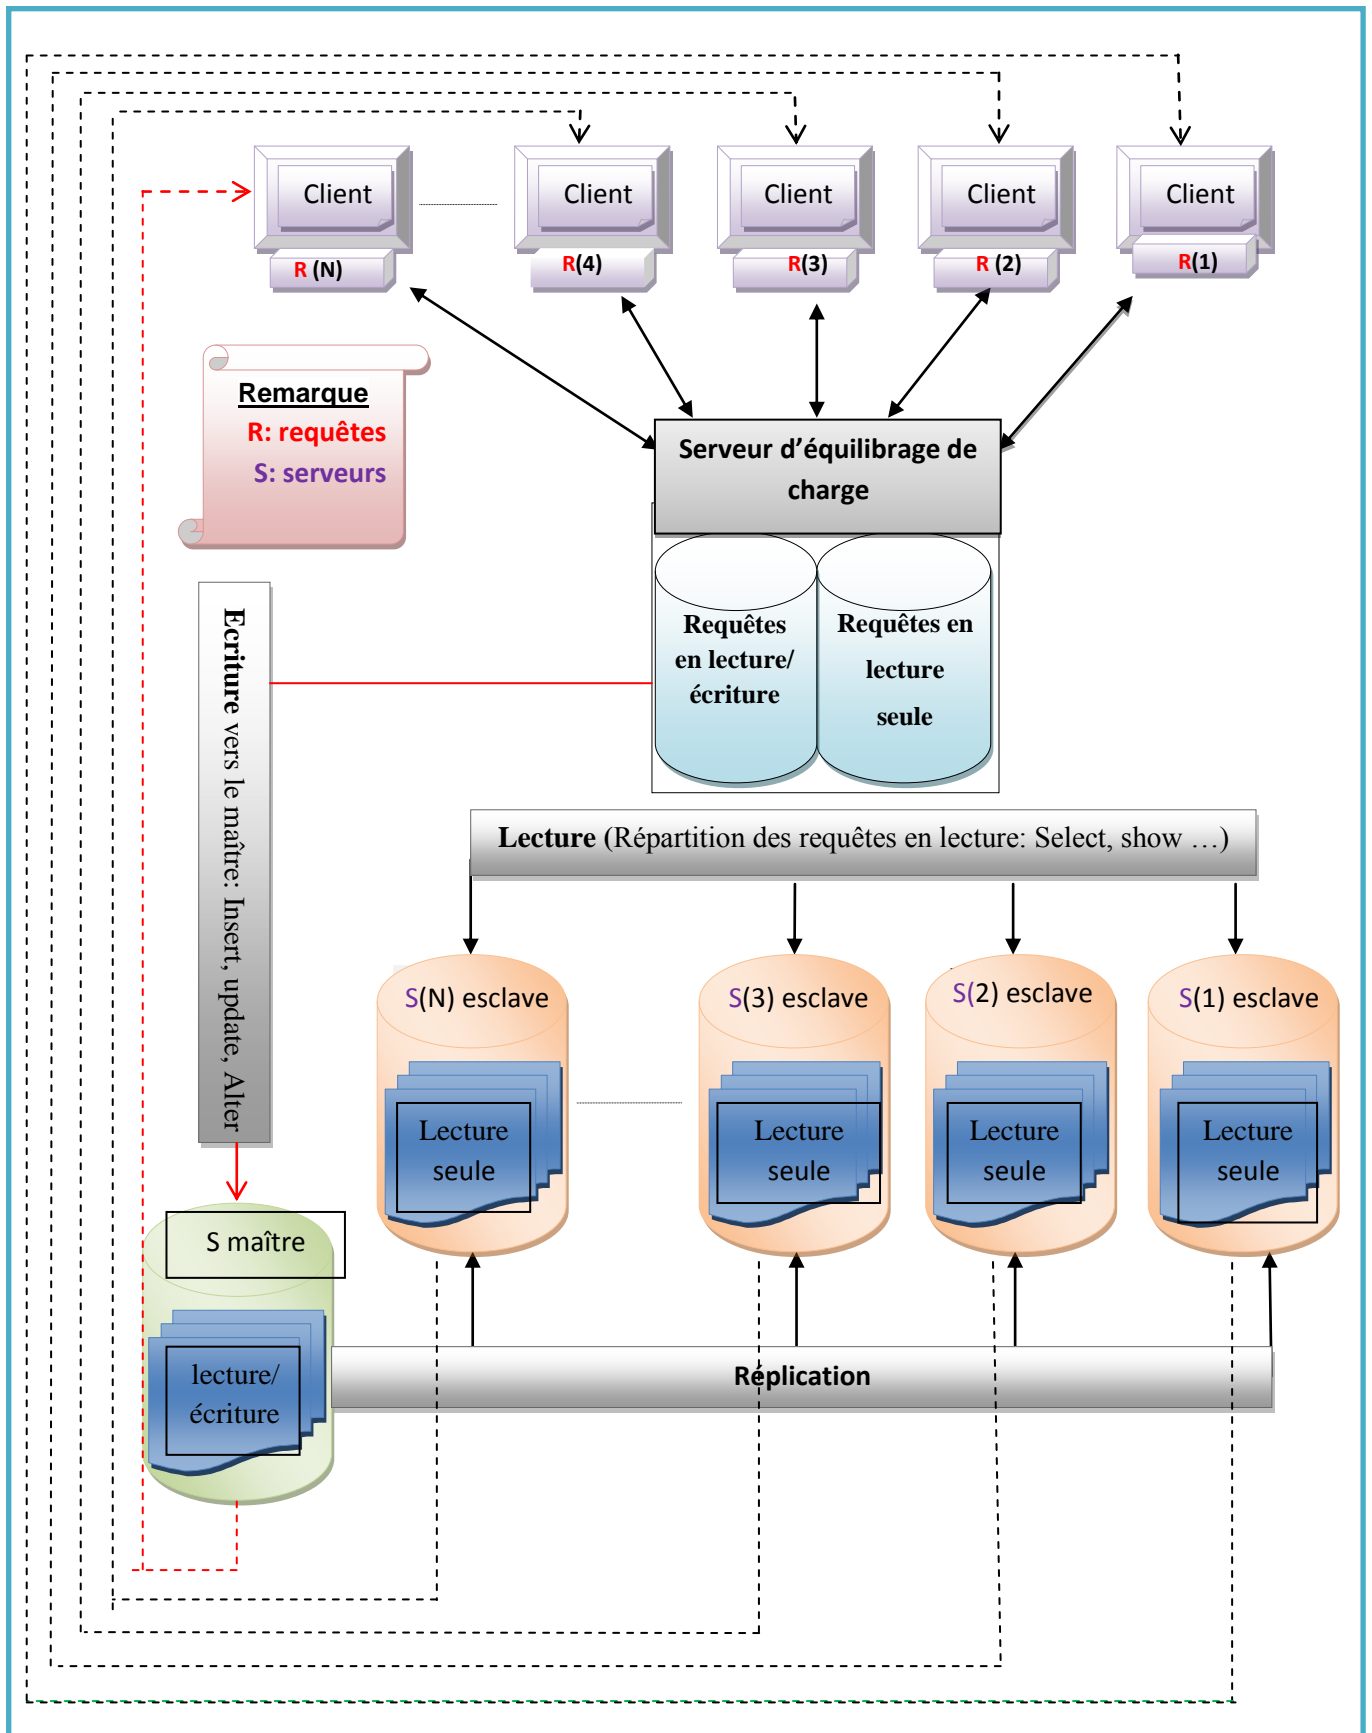 Client
Client
Client
Client
Client
R (N)
R(4)
R(3)
R (2)
R(1)
Remarque
R: requêtes
S: serveurs
Serveur d'équilibrage de
charge
Requêtes
en lecture/
écriture
Requêtes en
lecture
seule
Ecriture vers le maître: Insert, update, Alter
Lecture (Répartition des requêtes en lecture: Select, show …)
S(N) esclave
S(3) esclave
S(2) esclave
S(1) esclave
Lecture
seule
Lecture
seule
Lecture
seule
Lecture
seule
S maître
lecture/
écriture
Réplication